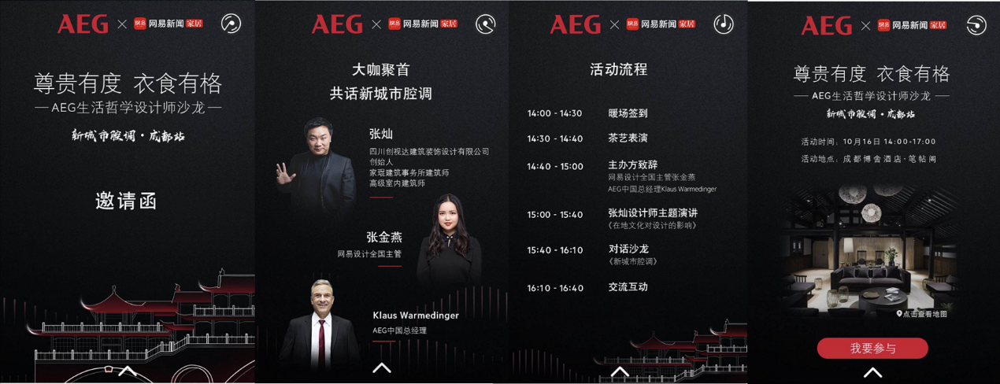 AEG × 网易 网易新闻 家居
尊贵有度 衣食有格
AEG生活哲学设计师沙龙
新城市腔调·成都站
邀请函
AEG × 网易 网易新闻 家居
大咖聚首
共话新城市腔调
张灿
四川创视达建筑装饰设计有限公司
创始人
家琨建筑事务所建筑师
高级室内建筑师
张金燕
网易设计全国主管
Klaus Warmedinger
AEG中国总经理
AEG × 网易 网易新闻 家居
活动流程
14:00 - 14:30 暖场签到
14:30 - 14:40 茶艺表演
14:40 - 15:00 主办方致辞
网易设计全国主管张金燕
AEG中国总经理Klaus Warmedinger
15:00 - 15:40 张灿设计师主题演讲
《在地文化对设计的影响》
15:40 - 16:10 对话沙龙
《新城市腔调》
16:10 - 16:40 交流互动
AEG × 网易 网易新闻 家居
尊贵有度 衣食有格
AEG生活哲学设计师沙龙
新城市腔调·成都站
活动时间：10月16日 14:00-17:00
活动地点：成都博舍酒店·笔帖阁
点击查看地图
我要参与